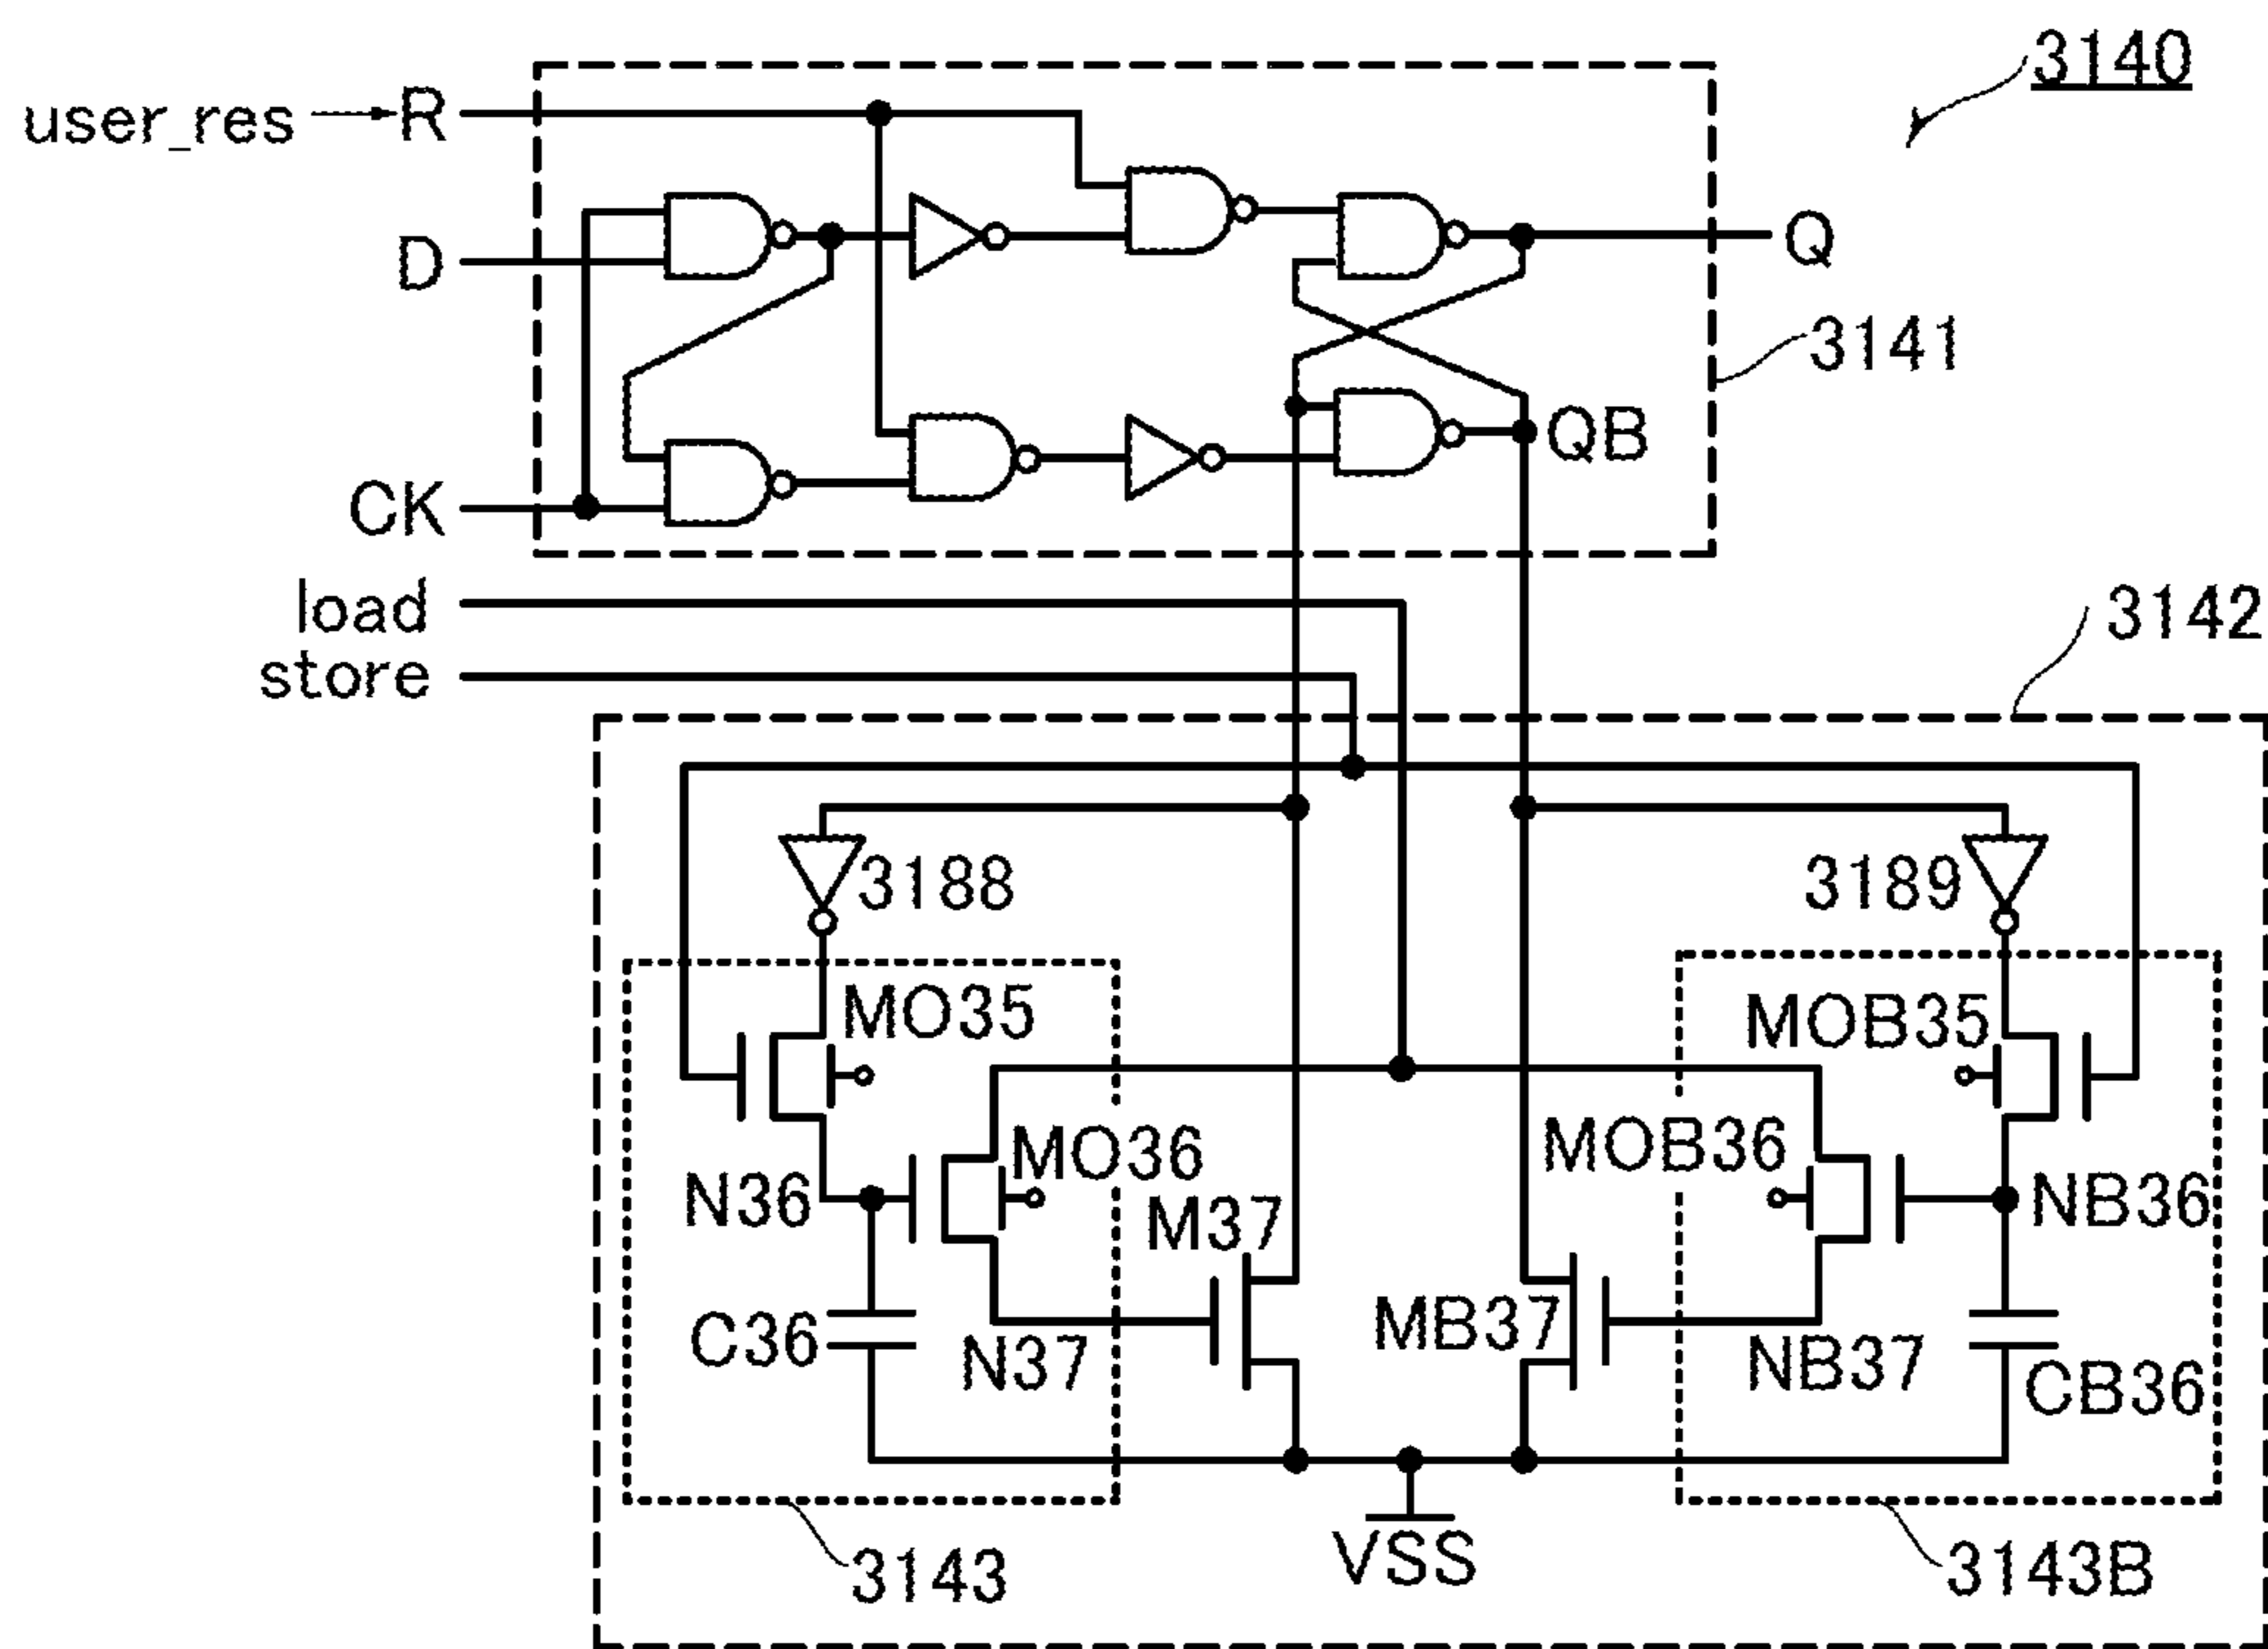 3140
user_res
R
D
Q
3141
QB
CK
load
store
3142
3188
3189
MO35
MOB35
MO36
MOB36
N36
M37
NB36
C36
N37
MB37
NB37
CB36
VSS
3143
3143B